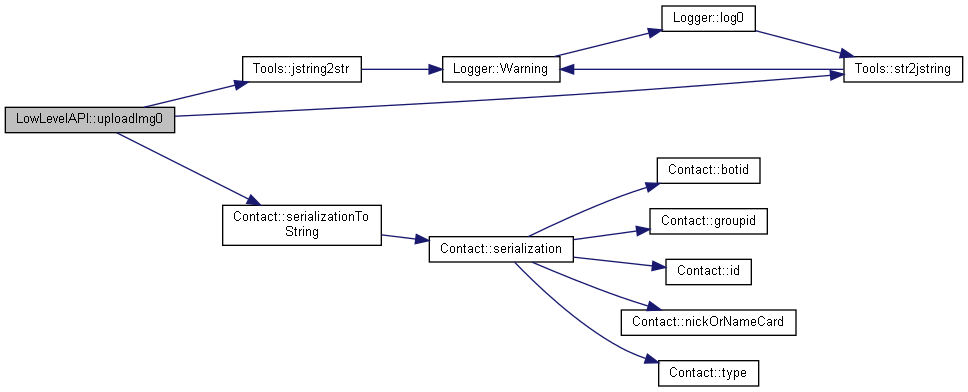 Logger::log0
Tools::jstring2str
Logger::Warning
Tools::str2jstring
LowLevelAPI::uploadImg0
Contact::botid
Contact::serializationTo
String
Contact::groupid
Contact::serialization
Contact::id
Contact::nickOrNameCard
Contact::type